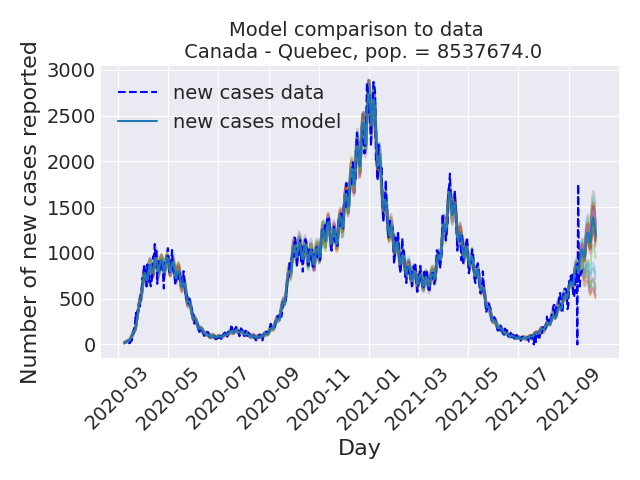 Model comparison to data
Canada - Quebec, pop. = 8537674.0
Number of new cases reported
3000
2500
2000
1500
1000
500
0
new cases data
new cases model
2020-03
2020-05
2020-07
2020-09
2020-11
2021-01
2021-03
2021-05
2021-07
2021-09
Day